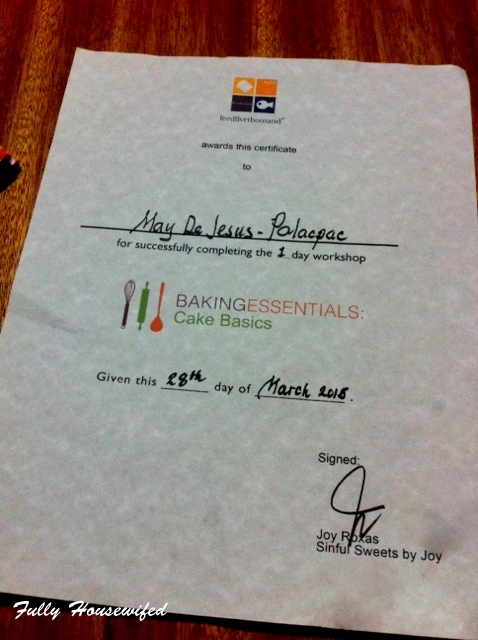 feedfivethousand™
awards this certificate
to
May De Jesus - Palacpac
for successfully completing the 1 day workshop
BAKINGESSENTIALS:
Cake Basics
Given this 28th day of March 2015.
Signed:
Joy Roxas
Sinful Sweets by Joy
Fully Housewifed